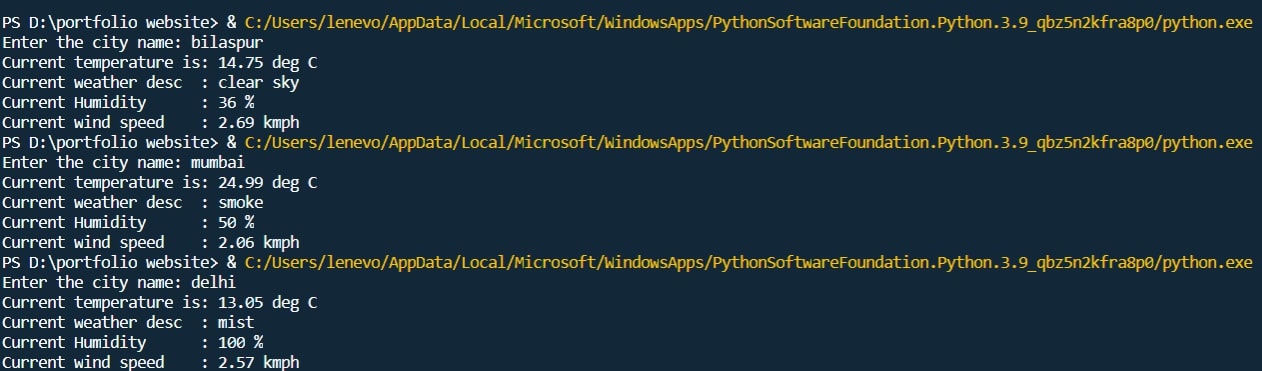 PS D:\portfolio website> & C:/Users/lenevo/AppData/Local/Microsoft/WindowsApps/PythonSoftwareFoundation.Python.3.9_qbz5n2kfra8p0/python.exe
Enter the city name: bilaspur
Current temperature is: 14.75 deg C
Current weather desc  : clear sky
Current Humidity      : 36 %
Current wind speed    : 2.69 kmph
PS D:\portfolio website> & C:/Users/lenevo/AppData/Local/Microsoft/WindowsApps/PythonSoftwareFoundation.Python.3.9_qbz5n2kfra8p0/python.exe
Enter the city name: mumbai
Current temperature is: 24.99 deg C
Current weather desc  : smoke
Current Humidity      : 50 %
Current wind speed    : 2.06 kmph
PS D:\portfolio website> & C:/Users/lenevo/AppData/Local/Microsoft/WindowsApps/PythonSoftwareFoundation.Python.3.9_qbz5n2kfra8p0/python.exe
Enter the city name: delhi
Current temperature is: 13.05 deg C
Current weather desc  : mist
Current Humidity      : 100 %
Current wind speed    : 2.57 kmph